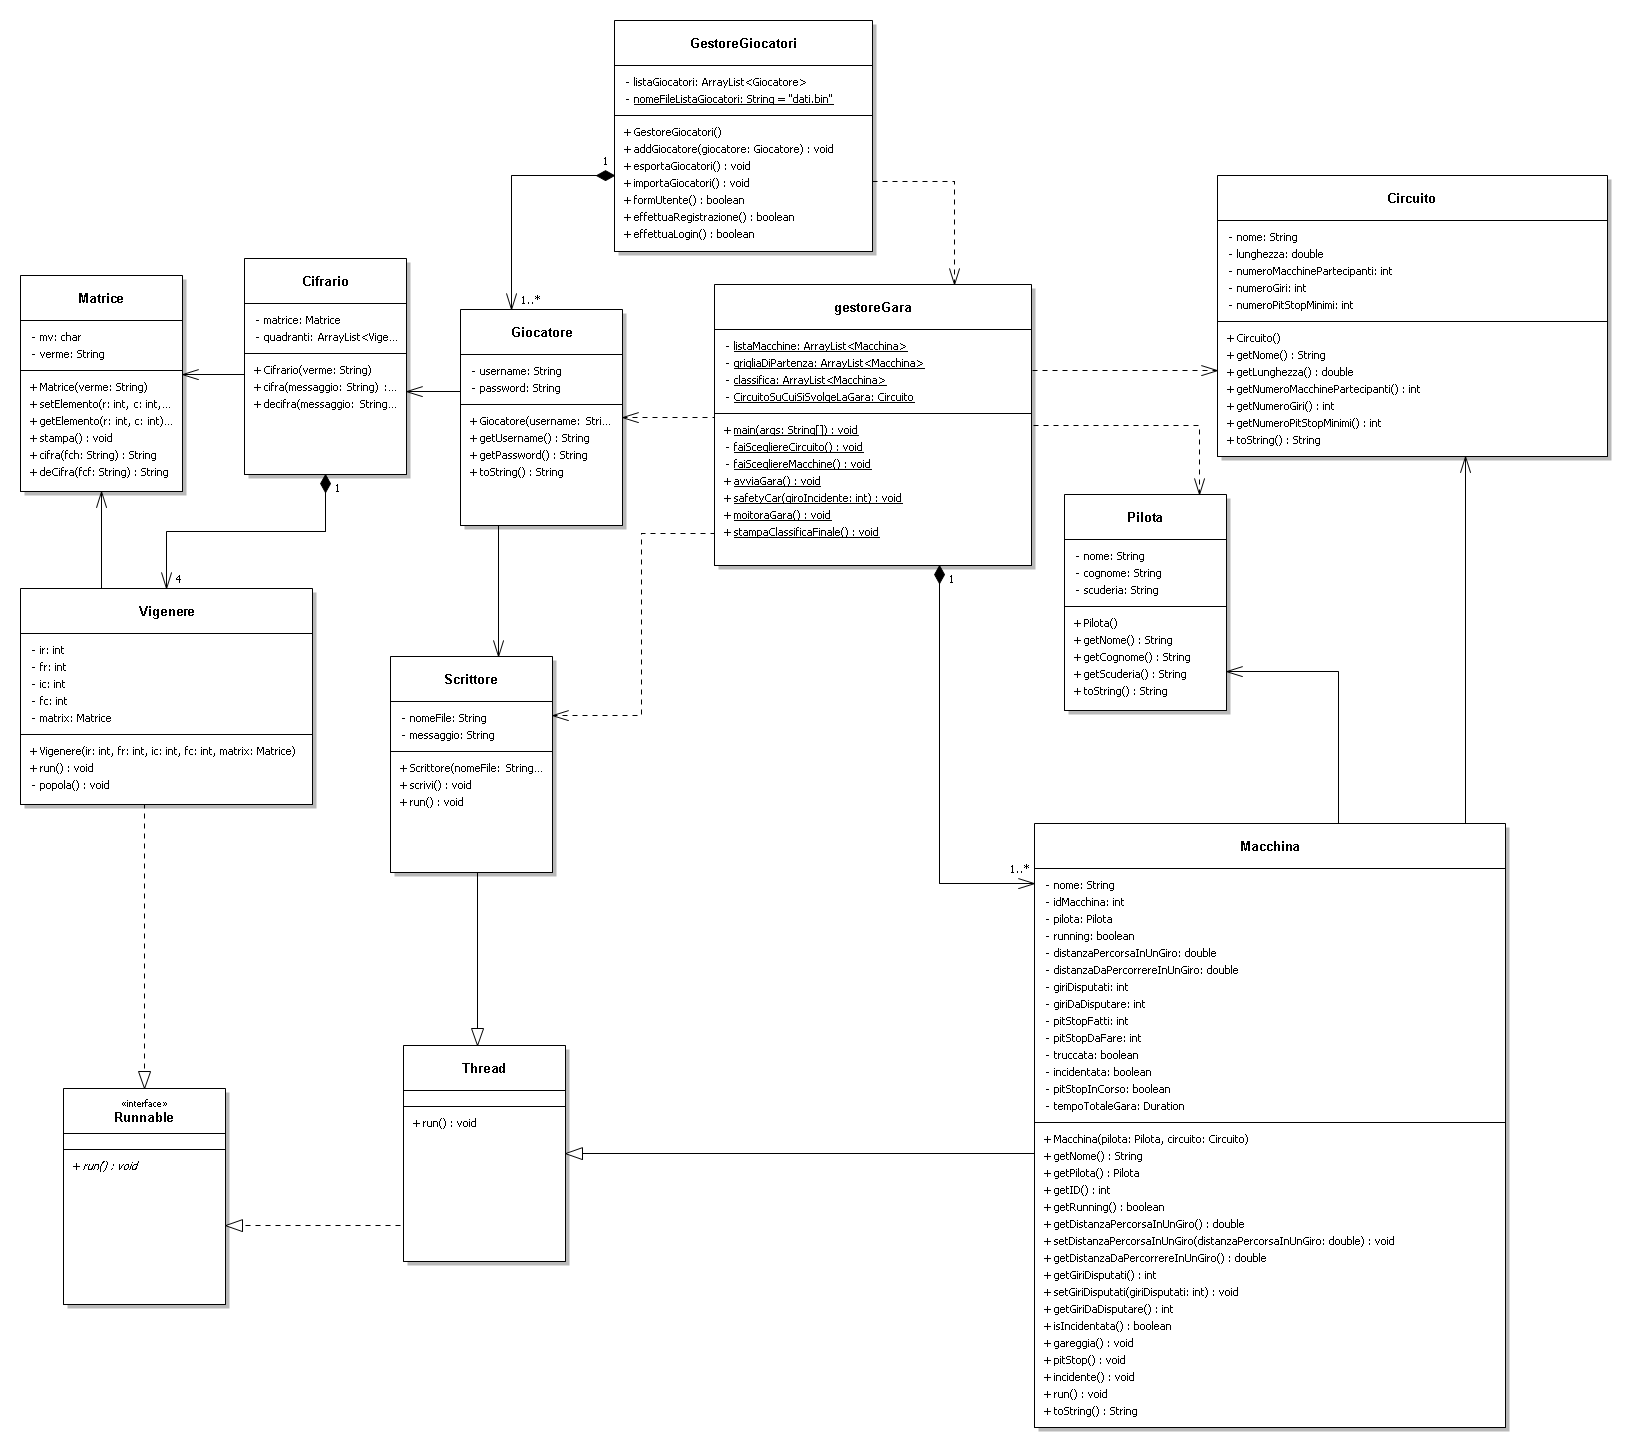 GestoreGiocatori
- listaGiocatori: ArrayList<Giocatore>
- nomeFileListaGiocatori: String = "dati.bin"
+ GestoreGiocatori()
+ addGiocatore(giocatore: Giocatore) : void
+ esportaGiocatori() : void
+ importaGiocatori() : void
+ formUtente() : boolean
+ effettuaRegistrazione() : boolean
+ effettuaLogin() : boolean
1
1..*
Circuito
- nome: String
- lunghezza: double
- numeroMacchinePartecipanti: int
- numeroGiri: int
- numeroPitStopMinimi: int
+ Circuito()
+ getNome() : String
+ getLunghezza() : double
+ getNumeroMacchinePartecipanti() : int
+ getNumeroGiri() : int
+ getNumeroPitStopMinimi() : int
+ toString() : String
Matrice
- mv: char
- verme: String
+ Matrice(verme: String)
+ setElemento(r: int, c: int,...
+ getElemento(r: int, c: int)...
+ stampa() : void
+ cifra(fch: String) : String
+ deCifra(fcf: String) : String
Cifrario
- matrice: Matrice
- quadranti: ArrayList<Vige...
+ Cifrario(verme: String)
+ cifra(messaggio: String) :...
+ decifra(messaggio: String...
1
4
Giocatore
- username: String
- password: String
+ Giocatore(username: Stri...
+ getUsername() : String
+ getPassword() : String
+ toString() : String
gestoreGara
- listaMacchine: ArrayList<Macchina>
- grigliaDiPartenza: ArrayList<Macchina>
- classifica: ArrayList<Macchina>
- CircuitoSuCuiSiSvolgeLaGara: Circuito
+ main(args: String[]) : void
- faiScegliereCircuito() : void
- faiScegliereMacchine() : void
+ avviaGara() : void
+ safetyCar(giroIncidente: int) : void
+ moitoraGara() : void
+ stampaClassificaFinale() : void
1
1..*
Pilota
- nome: String
- cognome: String
- scuderia: String
+ Pilota()
+ getNome() : String
+ getCognome() : String
+ getScuderia() : String
+ toString() : String
Vigenere
- ir: int
- fr: int
- ic: int
- fc: int
- matrix: Matrice
+ Vigenere(ir: int, fr: int, ic: int, fc: int, matrix: Matrice)
+ run() : void
- popola() : void
Scrittore
- nomeFile: String
- messaggio: String
+ Scrittore(nomeFile: String...
+ scrivi() : void
+ run() : void
Macchina
- nome: String
- idMacchina: int
- pilota: Pilota
- running: boolean
- distanzaPercorsaInUnGiro: double
- distanzaDaPercorrereInUnGiro: double
- giriDisputati: int
- giriDaDisputare: int
- pitStopFatti: int
- pitStopDaFare: int
- truccata: boolean
- incidentata: boolean
- pitStopInCorso: boolean
- tempoTotaleGara: Duration
+ Macchina(pilota: Pilota, circuito: Circuito)
+ getNome() : String
+ getPilota() : Pilota
+ getID() : int
+ getRunning() : boolean
+ getDistanzaPercorsaInUnGiro() : double
+ setDistanzaPercorsaInUnGiro(distanzaPercorsaInUnGiro: double) : void
+ getDistanzaDaPercorrereInUnGiro() : double
+ getGiriDisputati() : int
+ setGiriDisputati(giriDisputati: int) : void
+ getGiriDaDisputare() : int
+ isIncidentata() : boolean
+ gareggia() : void
+ pitStop() : void
+ incidente() : void
+ run() : void
+ toString() : String
Thread
+ run() : void
«interface»
Runnable
+ run() : void